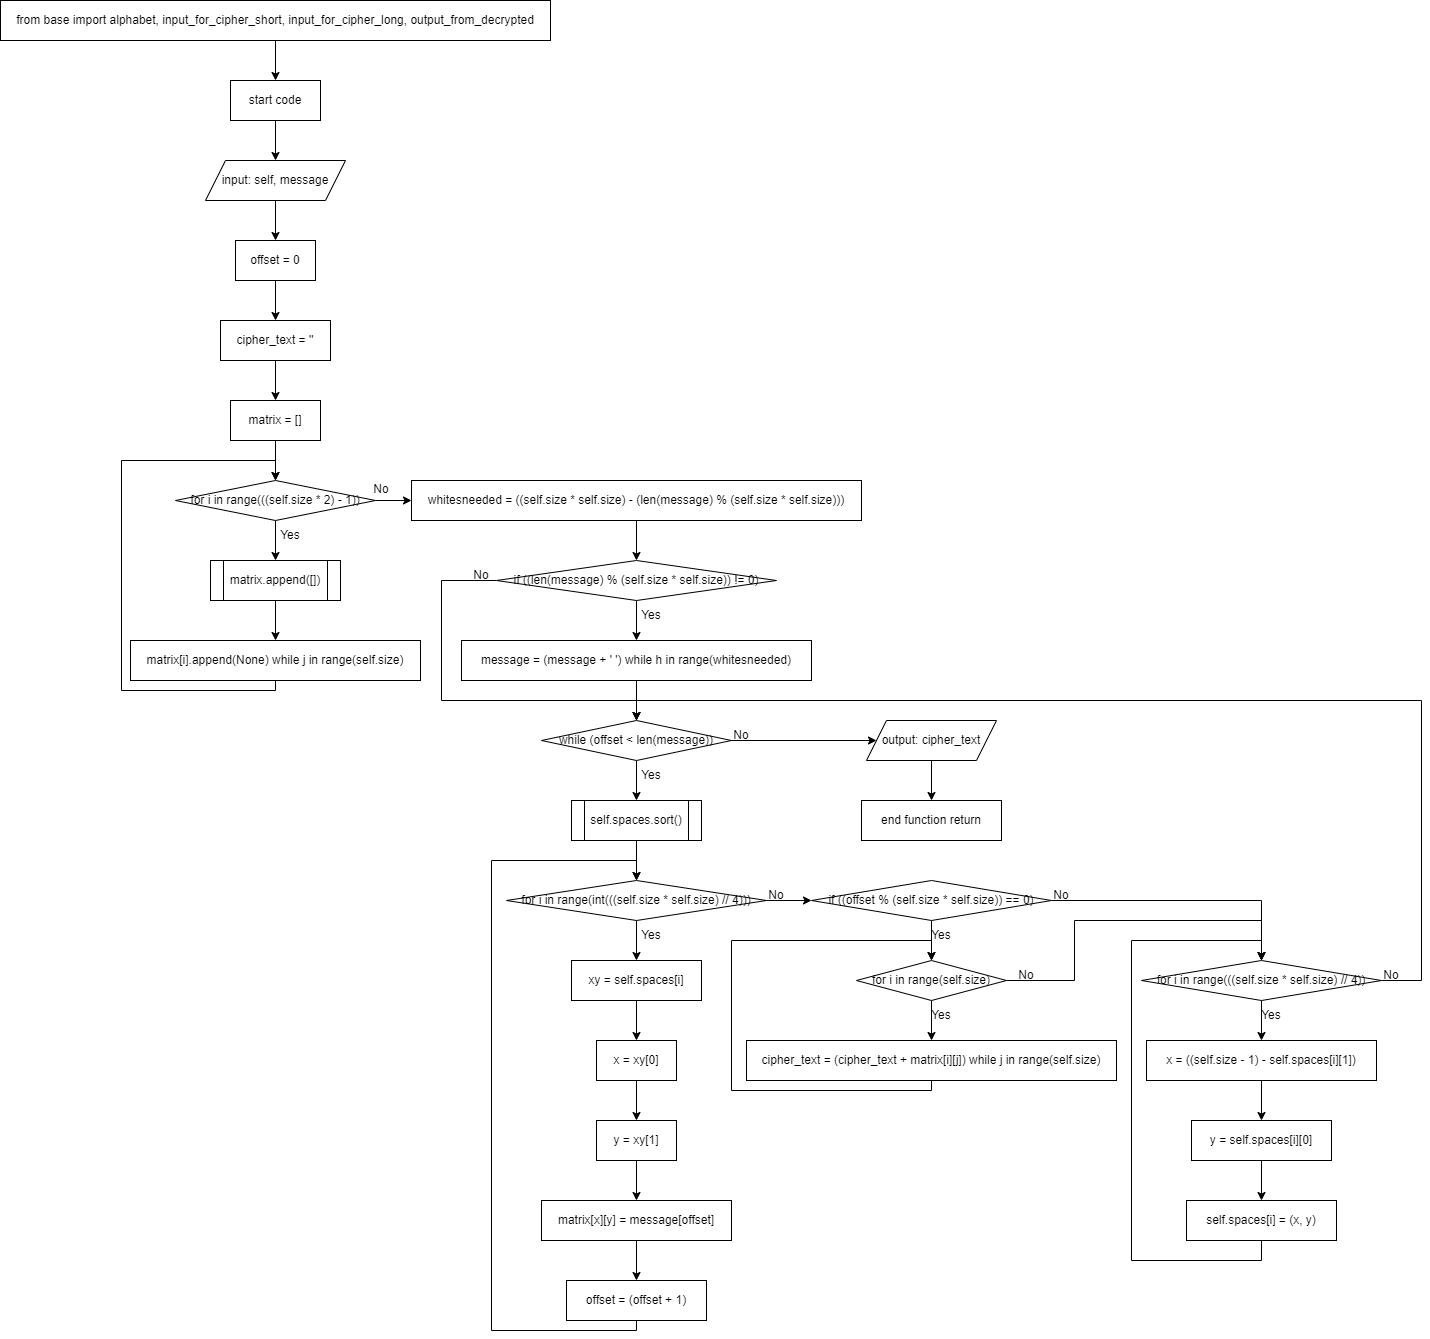 from base import alphabet, input_for_cipher_short, input_for_cipher_long, output_from_decrypted
start code
input: self, message
offset = 0
cipher_text = ''
matrix = []
for i in range(((self.size * 2) - 1))
No
Yes
matrix.append([])
matrix[i].append(None) while j in range(self.size)
whitesneeded = ((self.size * self.size) - (len(message) % (self.size * self.size)))
if ((len(message) % (self.size * self.size)) != 0)
No
Yes
message = (message + ' ') while h in range(whitesneeded)
while (offset < len(message))
No
Yes
output: cipher_text
end function return
self.spaces.sort()
for i in range(int(((self.size * self.size) // 4)))
No
Yes
xy = self.spaces[i]
x = xy[0]
y = xy[1]
matrix[x][y] = message[offset]
offset = (offset + 1)
if ((offset % (self.size * self.size)) == 0)
No
Yes
for i in range(self.size)
No
Yes
cipher_text = (cipher_text + matrix[i][j]) while j in range(self.size)
for i in range(((self.size * self.size) // 4))
No
Yes
x = ((self.size - 1) - self.spaces[i][1])
y = self.spaces[i][0]
self.spaces[i] = (x, y)